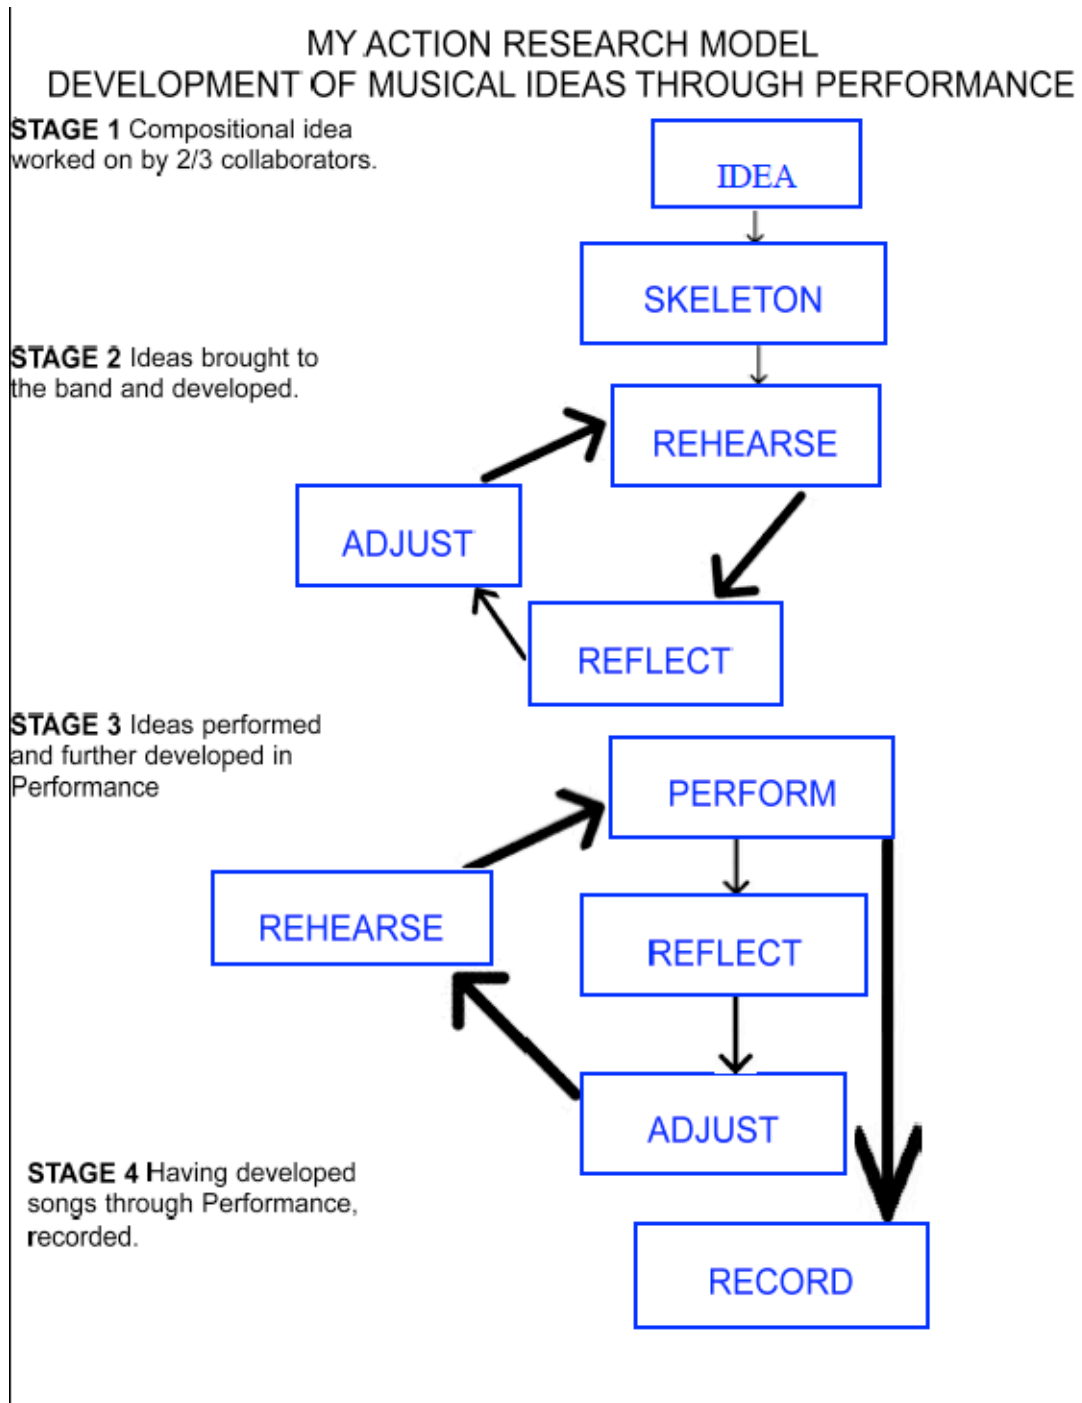 MY ACTION RESEARCH MODEL
DEVELOPMENT OF MUSICAL IDEAS THROUGH PERFORMANCE
STAGE 1 Compositional idea
worked on by 2/3 collaborators.
IDEA
SKELETON
STAGE 2 Ideas brought to
the band and developed.
REHEARSE
ADJUST
REFLECT
STAGE 3 Ideas performed
and further developed in
Performance
PERFORM
REHEARSE
REFLECT
ADJUST
STAGE 4 Having developed
songs through Performance,
recorded.
RECORD